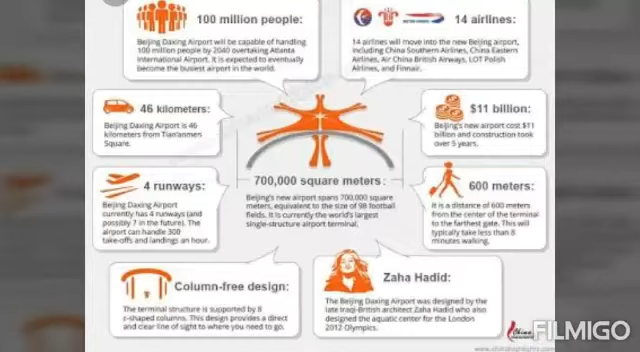 100 million people:
Beijing Daxing Airport will be capable of handling
100 million people by 2040 overtaking Atlanta
International Airport. It is expected to eventually
become the busiest airport in the world.
14 airlines:
14 airlines will move into the new Beijing airport,
including China Southern Airlines, China Eastern
Airlines, Air China British Airways, LOT Polish
Airlines, and Finnair.
46 kilometers:
Beijing Daxing Airport is 46
kilometers from Tian'anmen
Square.
$11 billion:
Beijing's new airport cost $11
billion and construction took
over 5 years.
4 runways:
Beijing Daxing Airport
currently has 4 runways (and
possibly 7 in the future). The
airport can handle 300
take-offs and landings an hour.
700,000 square meters:
Beijing's new airport spans 700,000 square
meters, equivalent to the size of 98 football
fields. It is currently the world's largest
single-structure airport terminal.
600 meters:
It is a distance of 600 meters
from the center of the terminal
to the farthest gate. This will
typically take less than 8
minutes walking.
Column-free design:
The terminal structure is supported by 8
c-shaped columns. This design provides a direct
and clear line of sight to where you need to go.
Zaha Hadid:
The Beijing Daxing Airport was designed by the
late Iraqi-British architect Zaha Hadid who also
designed the aquatic center for the London
2012 Olympics.
China
FILMIGO